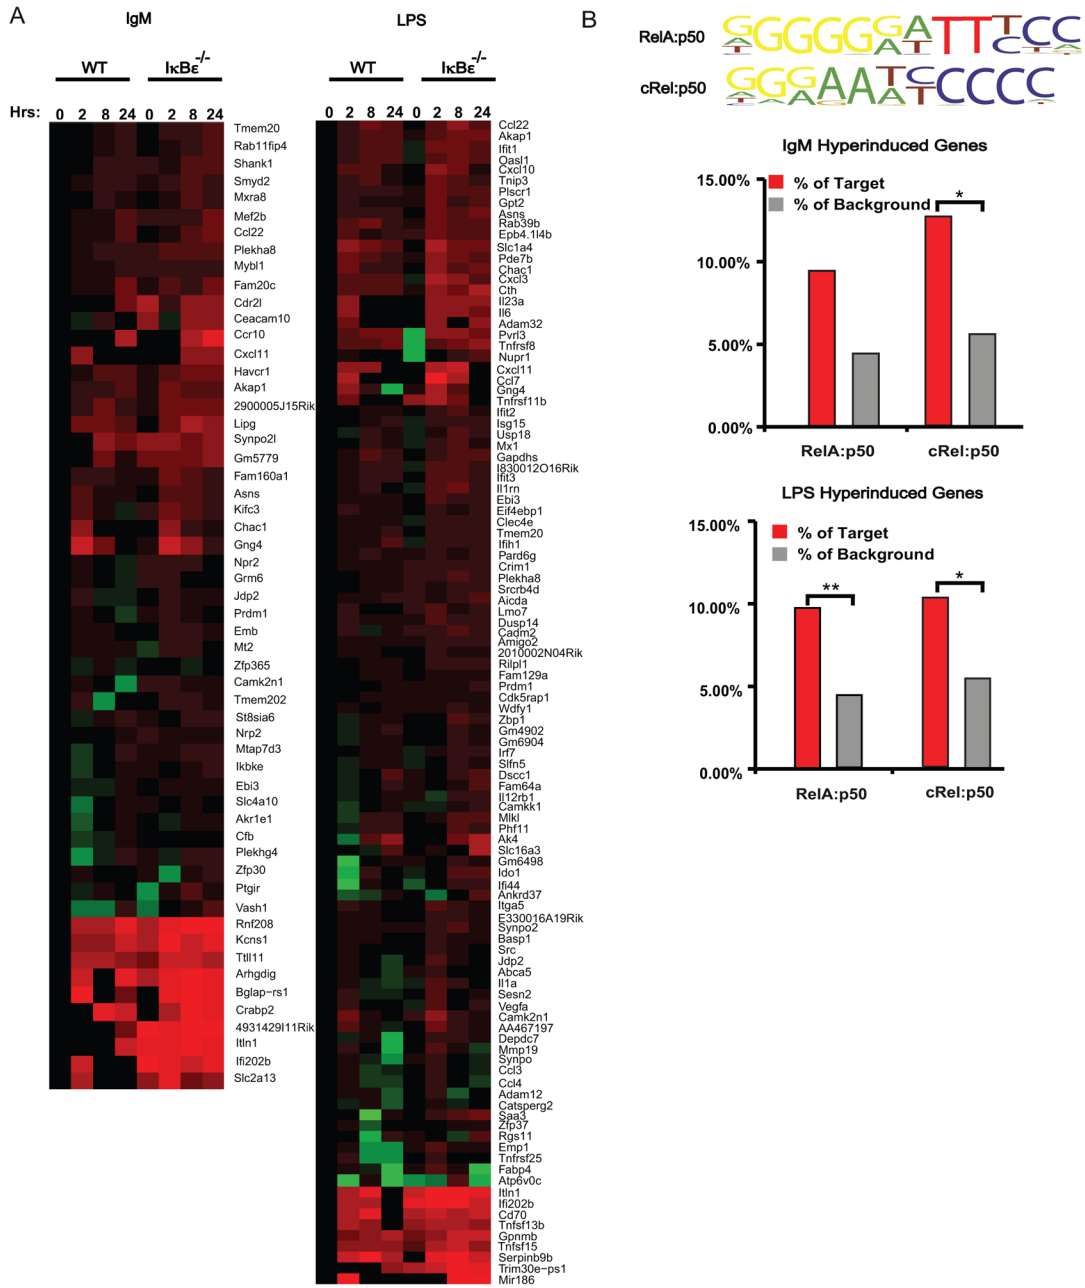 A
IgM
WT
IκBε-/-
Hrs: 0 2 8 24 0 2 8 24
Tmem20
Rab11fip4
Shank1
Smyd2
Mxra8
Mef2b
Ccl22
Plekha8
Mybl1
Fam20c
Cdr2l
Ceacam10
Ccr10
Cxcl11
Havcr1
Akap1
2900005J15Rik
Lipg
Synpo2l
Gm5779
Fam160a1
Asns
Kifc3
Chac1
Gng4
Npr2
Grm6
Jdp2
Prdm1
Emb
Mt2
Zfp365
Camk2n1
Tmem202
St8sia6
Nrp2
Mtap7d3
Ikbke
Ebi3
Slc4a10
Akr1e1
Cfb
Plekhg4
Zfp30
Ptgir
Vash1
Rnf208
Kcns1
Ttll11
Arhgdig
Bglap−rs1
Crabp2
4931429I11Rik
Itln1
Ifi202b
Slc2a13
LPS
WT
IκBε-/-
0 2 8 24 0 2 8 24
Ccl22
Akap1
Ifit1
Oasl1
Cxcl10
Tnip3
Plscr1
Gpt2
Asns
Rab39b
Epb4.1l4b
Slc1a4
Pde7b
Chac1
Cxcl3
Cth
Il23a
Il6
Adam32
Pvrl3
Tnfrsf8
Nupr1
Cxcl11
Ccl7
Gng4
Tnfrsf11b
Ifit2
Isg15
Usp18
Mx1
Gapdhs
I830012O16Rik
Ifit3
Il1rn
Ebi3
Eif4ebp1
Clec4e
Tmem20
Ifih1
Pard6g
Crim1
Plekha8
Srcrb4d
Aicda
Lmo7
Dusp14
Cadm2
Amigo2
2010002N04Rik
Rilpl1
Fam129a
Prdm1
Cdk5rap1
Wdfy1
Zbp1
Gm4902
Gm6904
Irf7
Slfn5
Dscc1
Fam64a
Il12rb1
Camkk1
Mlkl
Phf11
Ak4
Slc16a3
Gm6498
Ido1
Ifi44
Ankrd37
Itga5
E330016A19Rik
Synpo2
Basp1
Src
Jdp2
Abca5
Il1a
Sesn2
Vegfa
Camk2n1
AA467197
Depdc7
Mmp19
Synpo
Ccl3
Ccl4
Adam12
Catsperg2
Saa3
Zfp37
Rgs11
Emp1
Tnfrsf25
Fabp4
Atp6v0c
Itln1
Ifi202b
Cd70
Tnfsf13b
Gpnmb
Tnfsf15
Serpinb9b
Trim30e−ps1
Mir186
B
RelA:p50
cRel:p50
IgM Hyperinduced Genes
15.00%
10.00%
5.00%
0.00%
% of Target
% of Background
*
RelA:p50 cRel:p50
LPS Hyperinduced Genes
15.00%
10.00%
5.00%
0.00%
% of Target
% of Background
** *
RelA:p50 cRel:p50